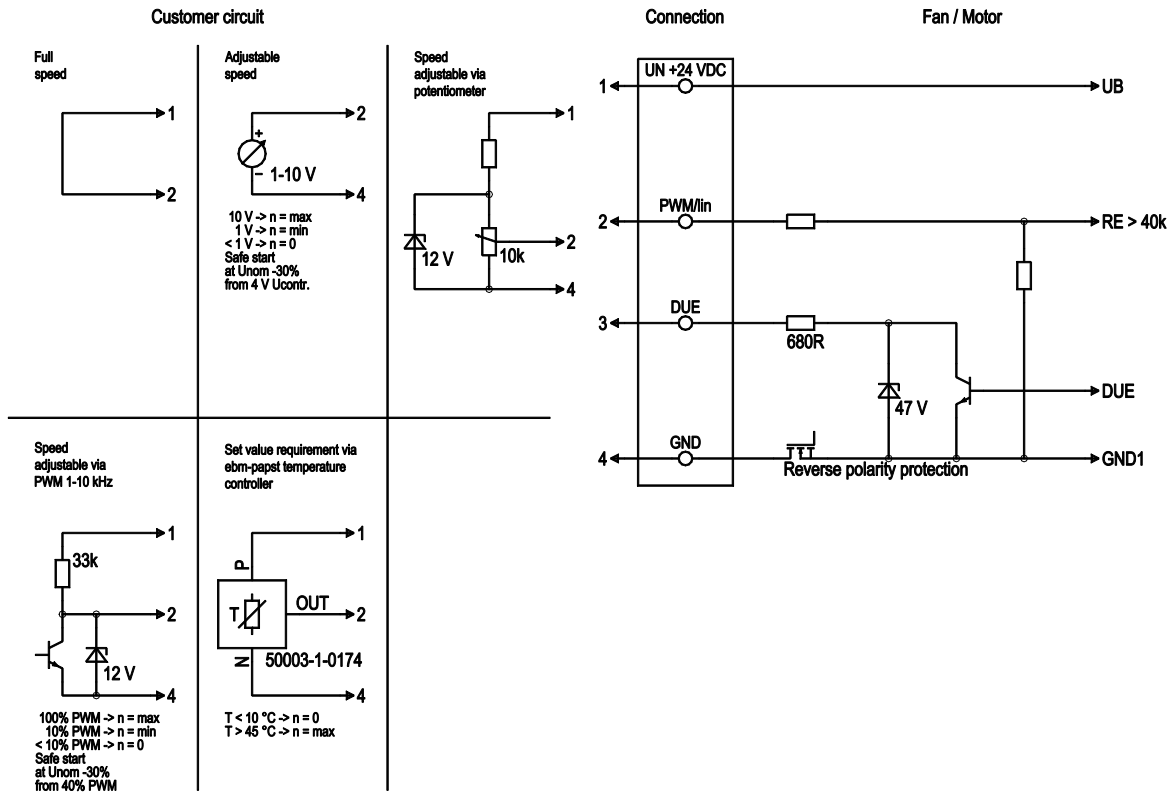 Customer circuit
Connection
Fan / Motor
Full
speed
1
2
Adjustable
speed
2
+
−
1-10 V
4
10 V -> n = max
1 V -> n = min
< 1 V -> n = 0
Safe start
at Unom -30%
from 4 V Ucontr.
Speed
adjustable via
potentiometer
1
12 V
10k
2
4
Speed
adjustable via
PWM 1-10 kHz
1
33k
2
12 V
4
100% PWM -> n = max
10% PWM -> n = min
< 10% PWM -> n = 0
Safe start
at Unom -30%
from 40% PWM
Set value requirement via
ebm-papst temperature
controller
1
P
T
OUT
2
N
50003-1-0174
4
T < 10 °C -> n = 0
T > 45 °C -> n = max
UN +24 VDC
1
UB
PWM/lin
2
RE > 40k
DUE
3
680R
47 V
DUE
GND
4
GND1
Reverse polarity protection